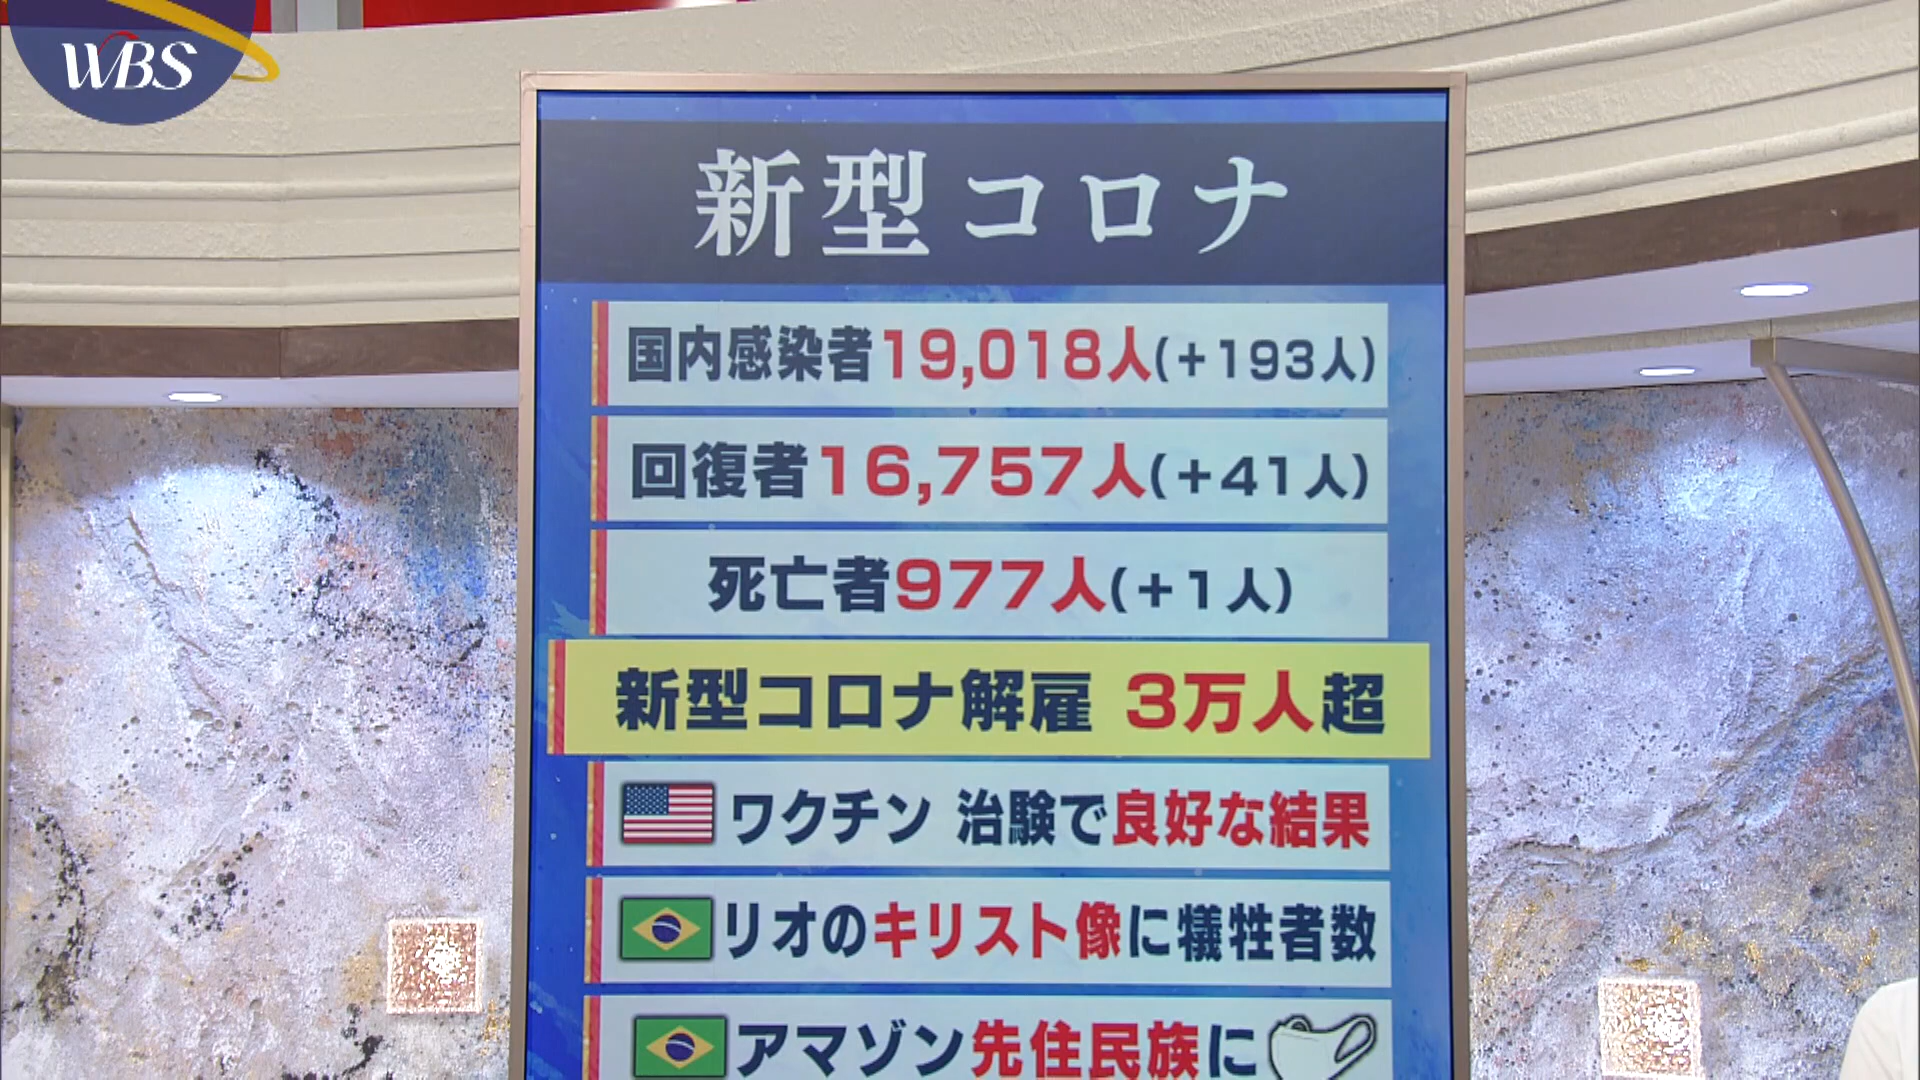 WBS
新型コロナ
国内感染者19,018人(+193人)
回復者16,757人(+41人)
死亡者977人(+1人)
新型コロナ解雇 3万人超
ワクチン 治験で良好な結果
リオのキリスト像に犠牲者数
アマゾン先住民族に